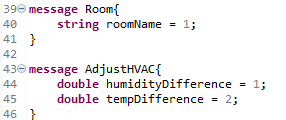 39 message Room{
40     string roomName = 1;
41 }
42
43 message AdjustHVAC{
44     double humidityDifference = 1;
45     double tempDifference = 2;
46 }